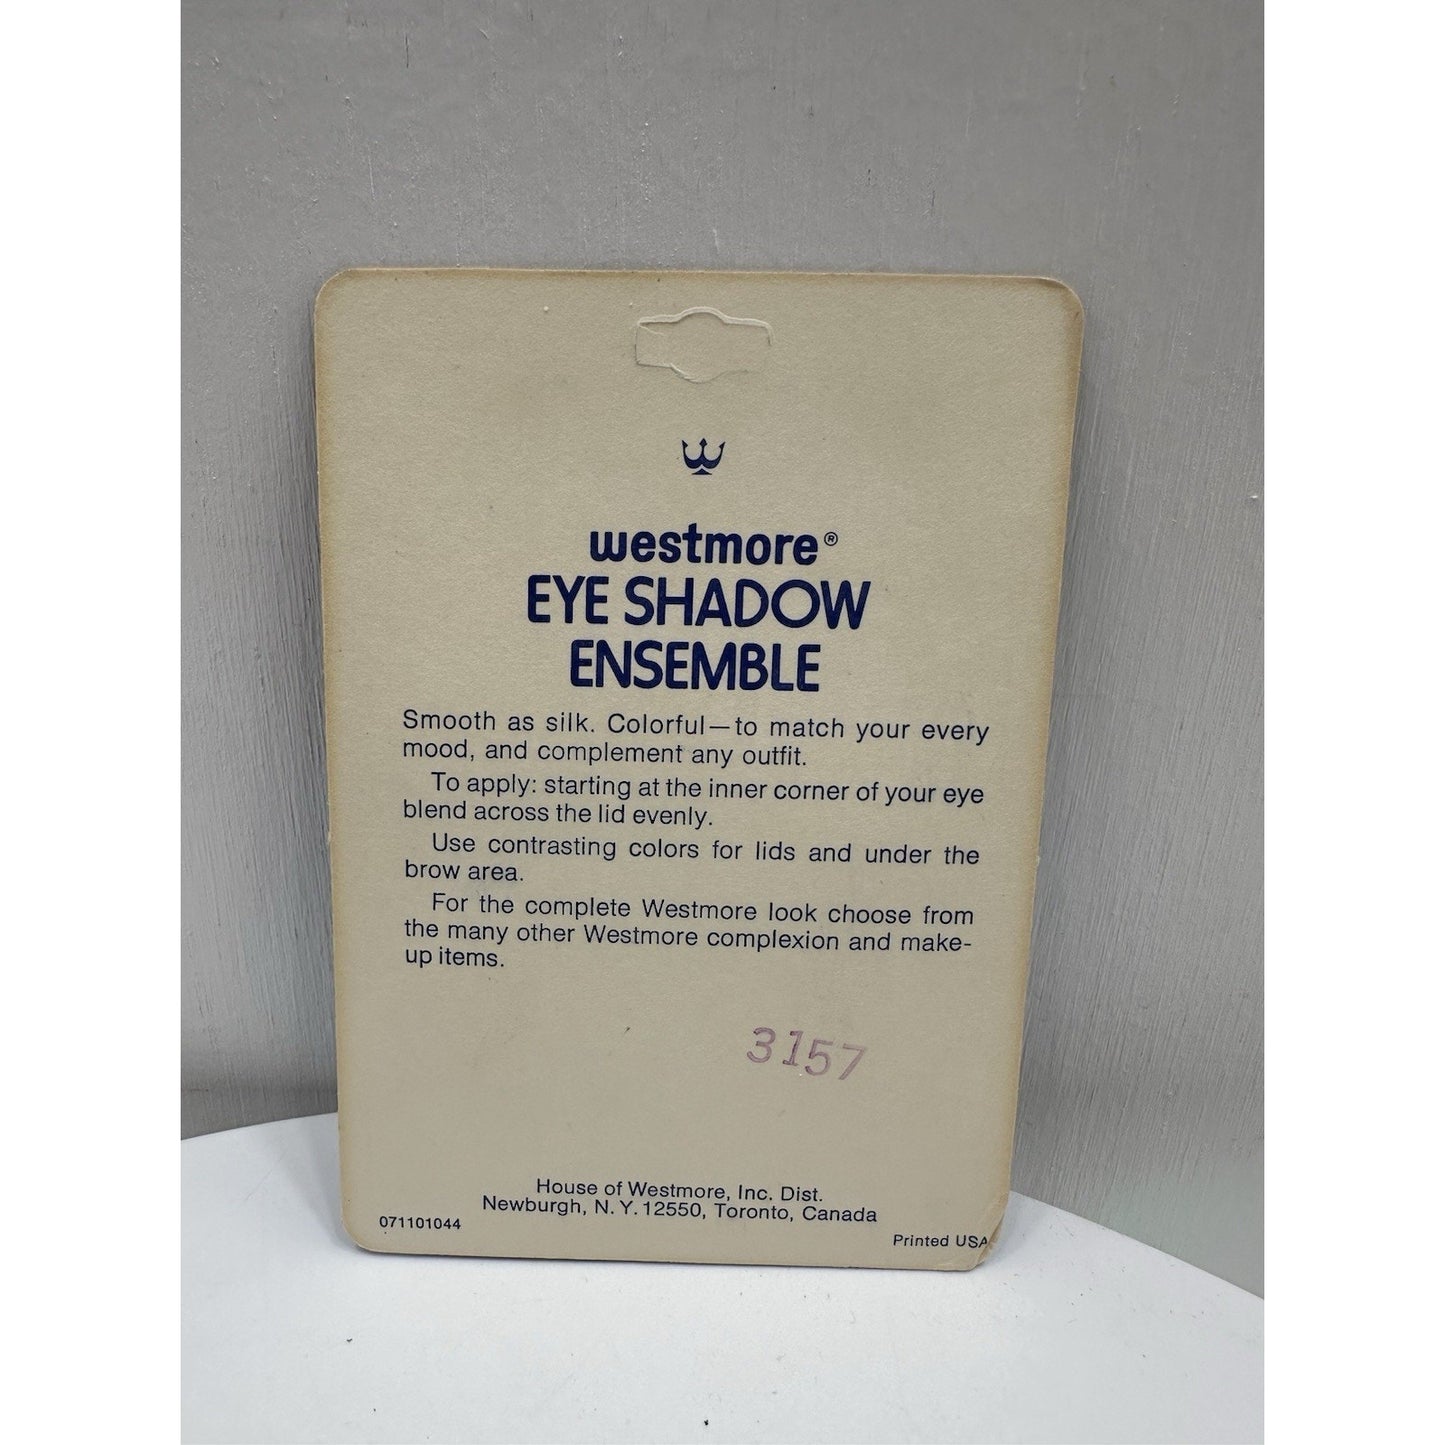 westmore®
EYE SHADOW
ENSEMBLE
Smooth as silk. Colorful—to match your every
mood, and complement any outfit.
To apply: starting at the inner corner of your eye
blend across the lid evenly.
Use contrasting colors for lids and under the
brow area.
For the complete Westmore look choose from
the many other Westmore complexion and make-
up items.
3157
House of Westmore, Inc. Dist.
Newburgh, N.Y. 12550, Toronto, Canada
071101044
Printed USA